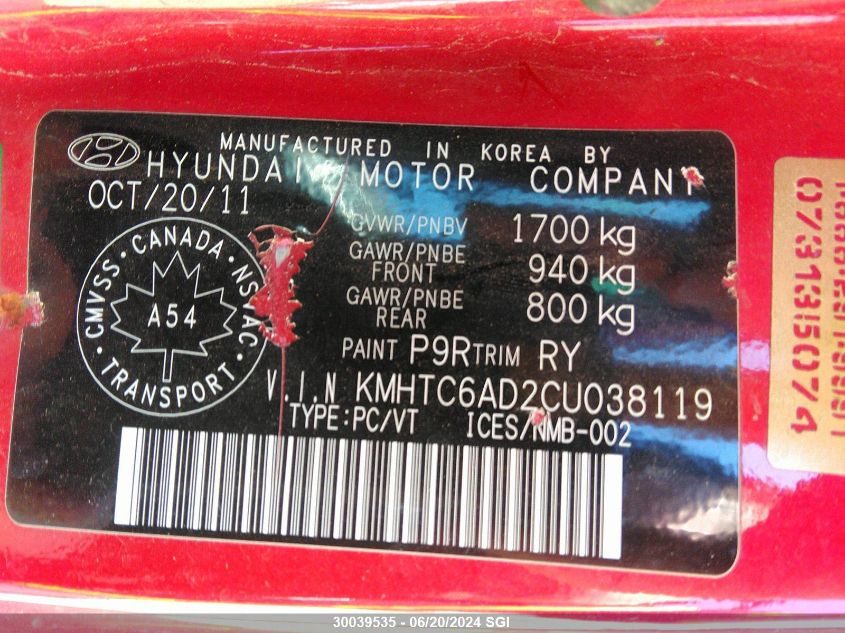 MANUFACTURED IN KOREA BY
HYUNDAI MOTOR COMPANY
OCT/20/11
GVWR/PNBV 1700 kg
GAWR/PNBE FRONT 940 kg
GAWR/PNBE REAR 800 kg
PAINT P9R TRIM RY
CMVSS · CANADA · NSVAC · TRANSPORT ·
A54
V.I.N KMHTC6AD2CU038119
TYPE:PC/VT ICES/NMB-002
073135074
30039535 - 06/20/2024 SGI